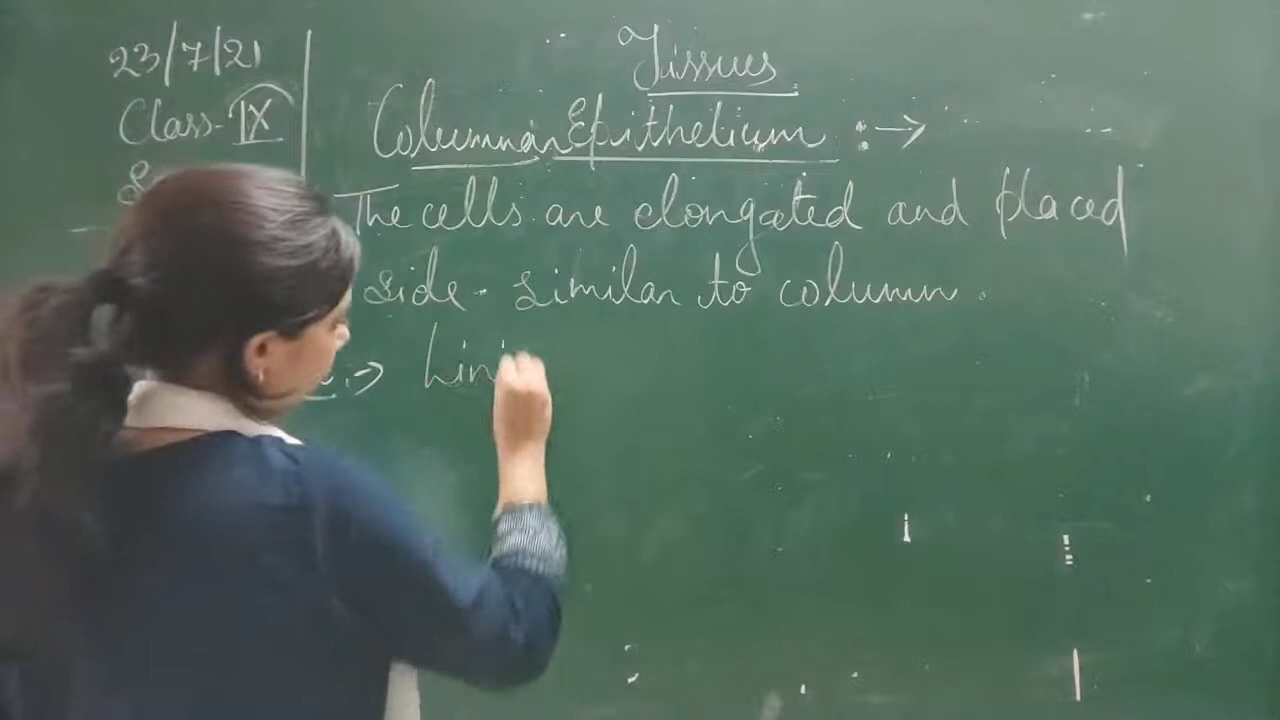 23/7/21
Class-IX
Tissues
Columnar Epithelium :→
The cells are elongated and placed
side - similar to column.
:→ Lini